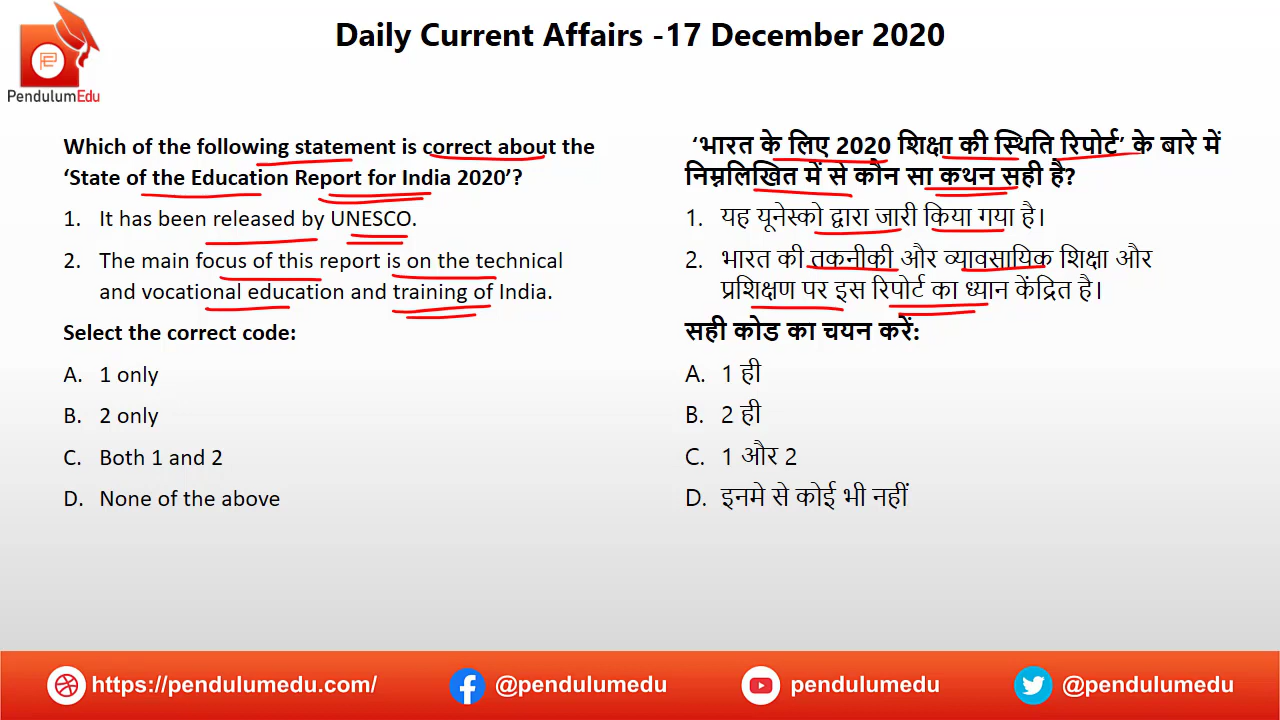 Daily Current Affairs -17 December 2020
PendulumEdu
Which of the following statement is correct about the
‘State of the Education Report for India 2020’?
1. It has been released by UNESCO.
2. The main focus of this report is on the technical
and vocational education and training of India.
Select the correct code:
A. 1 only
B. 2 only
C. Both 1 and 2
D. None of the above
‘भारत के लिए 2020 शिक्षा की स्थिति रिपोर्ट’ के बारे में
निम्नलिखित में से कौन सा कथन सही है?
1. यह यूनेस्को द्वारा जारी किया गया है।
2. भारत की तकनीकी और व्यावसायिक शिक्षा और
प्रशिक्षण पर इस रिपोर्ट का ध्यान केंद्रित है।
सही कोड का चयन करें:
A. 1 ही
B. 2 ही
C. 1 और 2
D. इनमे से कोई भी नहीं
https://pendulumedu.com/
@pendulumedu
pendulumedu
@pendulumedu